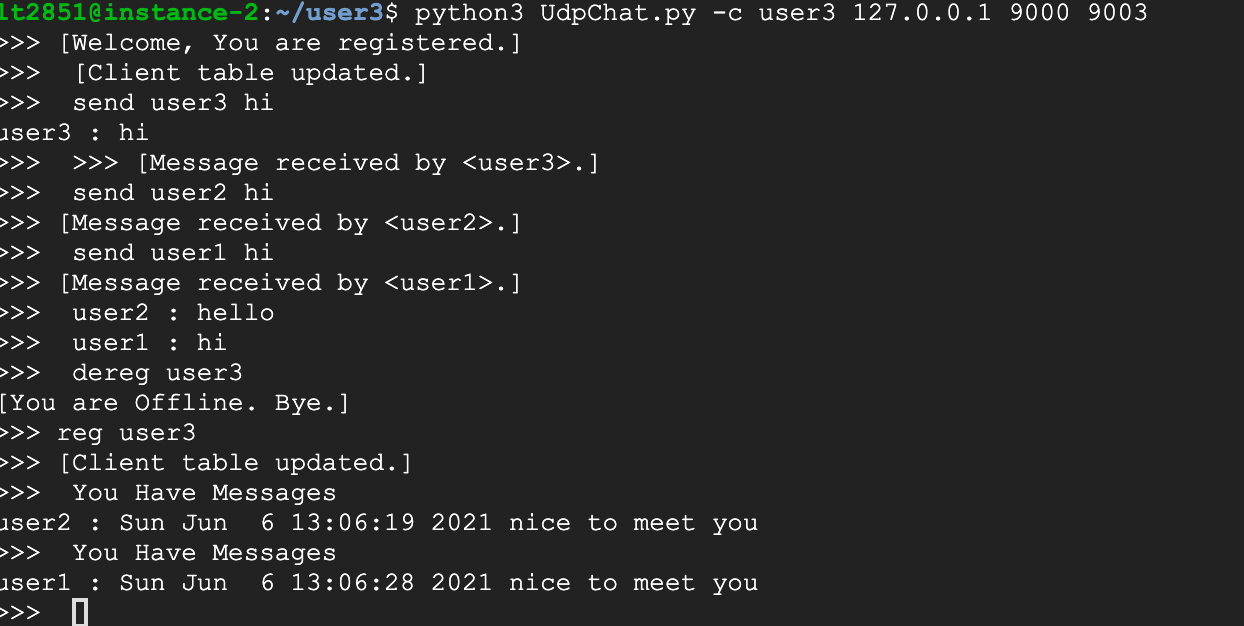 lt2851@instance-2:~/user3$ python3 UdpChat.py -c user3 127.0.0.1 9000 9003
>>> [Welcome, You are registered.]
>>>  [Client table updated.]
>>>  send user3 hi
user3 : hi
>>>  >>> [Message received by <user3>.]
>>>  send user2 hi
>>> [Message received by <user2>.]
>>>  send user1 hi
>>> [Message received by <user1>.]
>>>  user2 : hello
>>>  user1 : hi
>>>  dereg user3
[You are Offline. Bye.]
>>> reg user3
>>> [Client table updated.]
>>>  You Have Messages
user2 : Sun Jun  6 13:06:19 2021 nice to meet you
>>>  You Have Messages
user1 : Sun Jun  6 13:06:28 2021 nice to meet you
>>>